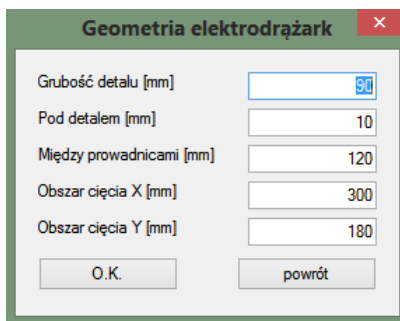 Geometria elektrodrążark
Grubość detalu [mm] 90
Pod detalem [mm] 10
Między prowadnicami [mm] 120
Obszar cięcia X [mm] 300
Obszar cięcia Y [mm] 180
O.K. powrót